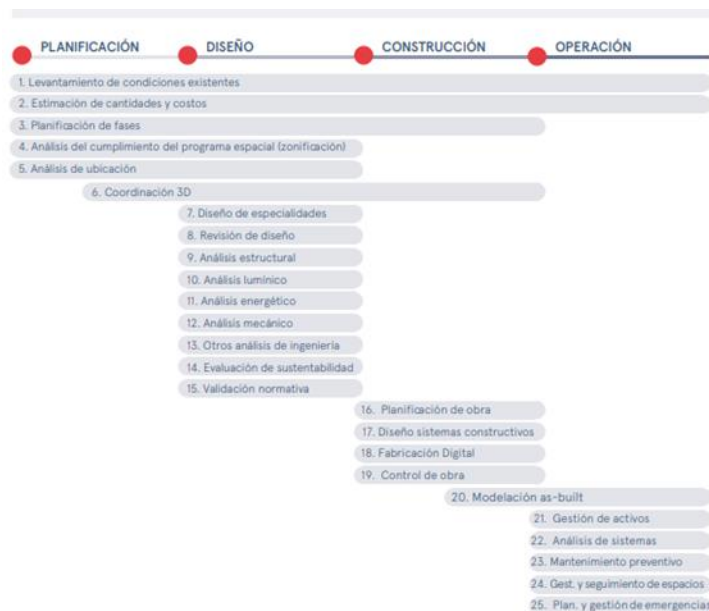 PLANIFICACIÓN DISEÑO CONSTRUCCIÓN OPERACIÓN
1. Levantamiento de condiciones existentes
2. Estimación de cantidades y costos
3. Planificación de fases
4. Análisis del cumplimiento del programa espacial (zonificación)
5. Análisis de ubicación
6. Coordinación 3D
7. Diseño de especialidades
8. Revisión de diseño
9. Análisis estructural
10. Análisis lumínico
11. Análisis energético
12. Análisis mecánico
13. Otros análisis de ingeniería
14. Evaluación de sustentabilidad
15. Validación normativa
16. Planificación de obra
17. Diseño sistemas constructivos
18. Fabricación Digital
19. Control de obra
20. Modelación as-built
21. Gestión de activos
22. Análisis de sistemas
23. Mantenimiento preventivo
24. Gest. y seguimiento de espacios
25. Plan. y gestión de emergencias